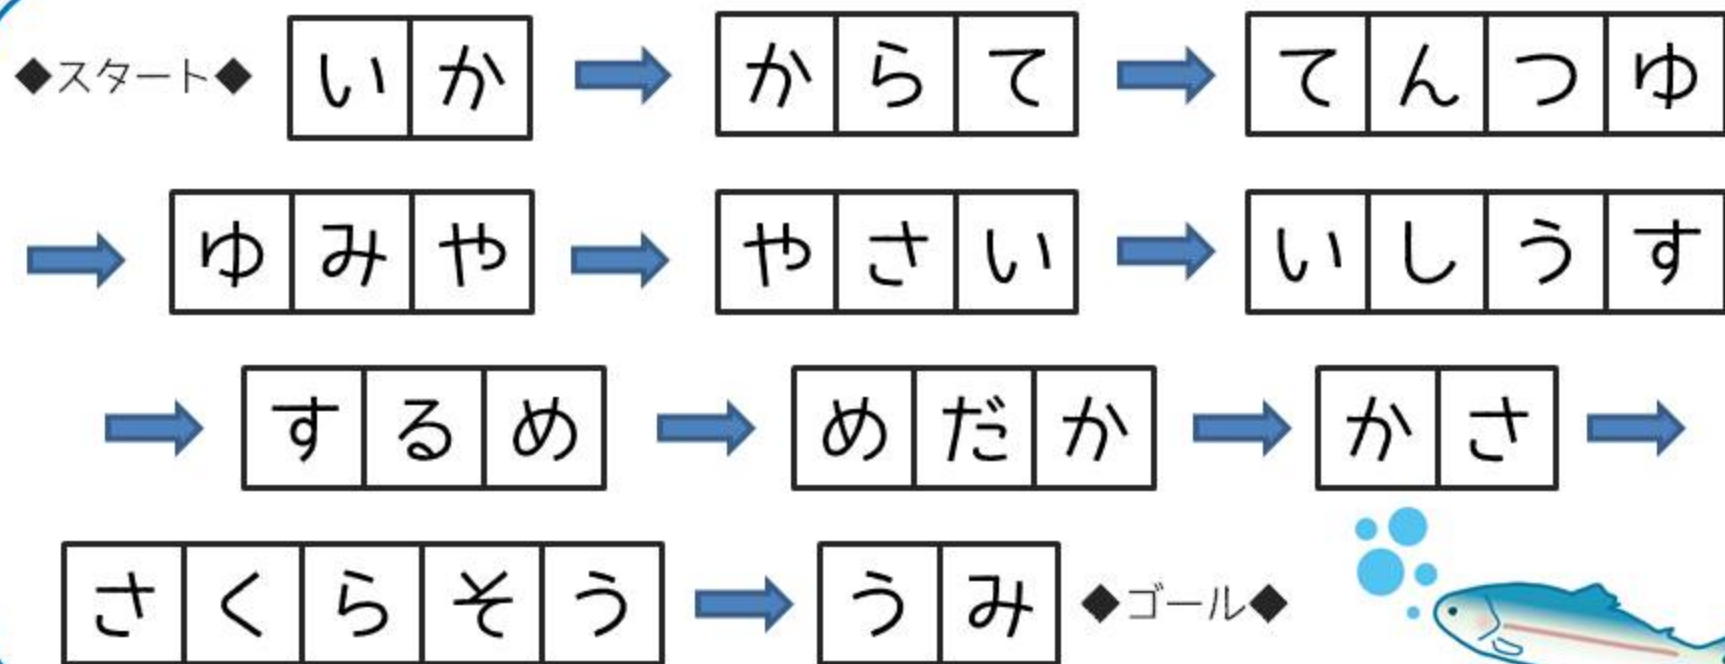 ◆スタート◆ いか からて てんつゆ
ゆみや やさい いしうす
するめ めだか かさ
さくらそう うみ ◆ゴール◆